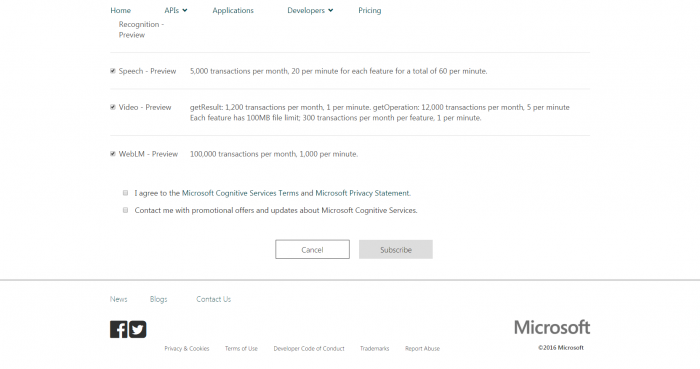 Home APIs Applications Developers Pricing
Recognition -
Preview
Speech - Preview 5,000 transactions per month, 20 per minute for each feature for a total of 60 per minute.
Video - Preview getResult: 1,200 transactions per month, 1 per minute. getOperation: 12,000 transactions per month, 5 per minute
Each feature has 100MB file limit; 300 transactions per month per feature, 1 per minute.
WebLM - Preview 100,000 transactions per month, 1,000 per minute.
I agree to the Microsoft Cognitive Services Terms and Microsoft Privacy Statement.
Contact me with promotional offers and updates about Microsoft Cognitive Services.
Cancel Subscribe
News Blogs Contact Us
Microsoft
Privacy & Cookies Terms of Use Developer Code of Conduct Trademarks Report Abuse ©2016 Microsoft